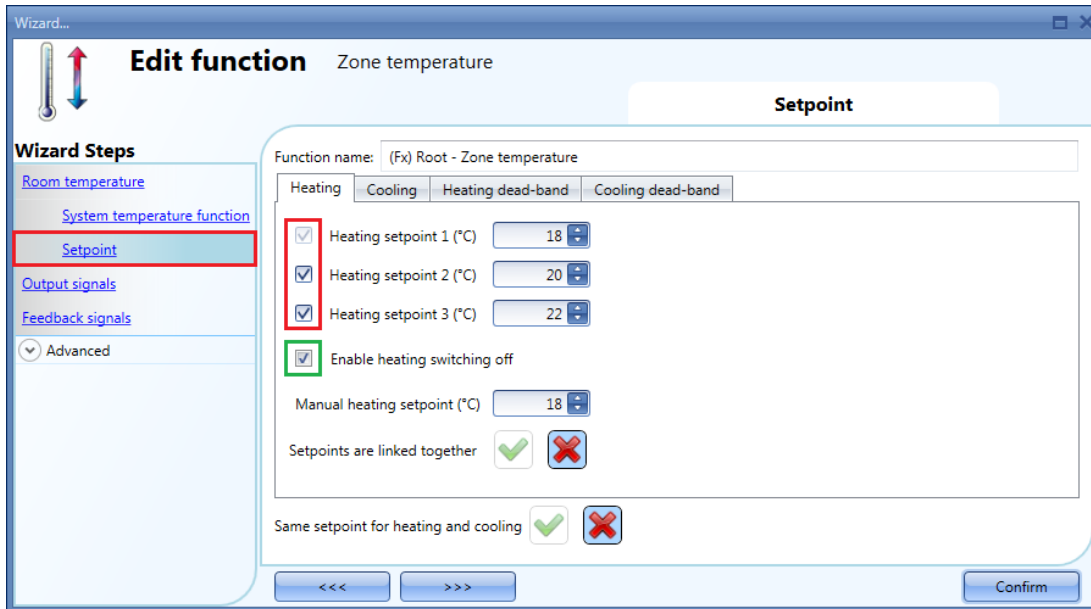 Wizard...
Edit function Zone temperature
Setpoint
Wizard Steps
Room temperature
System temperature function
Setpoint
Output signals
Feedback signals
Advanced
Function name: (Fx) Root - Zone temperature
Heating Cooling Heating dead-band Cooling dead-band
Heating setpoint 1 (°C) 18
Heating setpoint 2 (°C) 20
Heating setpoint 3 (°C) 22
Enable heating switching off
Manual heating setpoint (°C) 18
Setpoints are linked together
Same setpoint for heating and cooling
<<< >>> Confirm